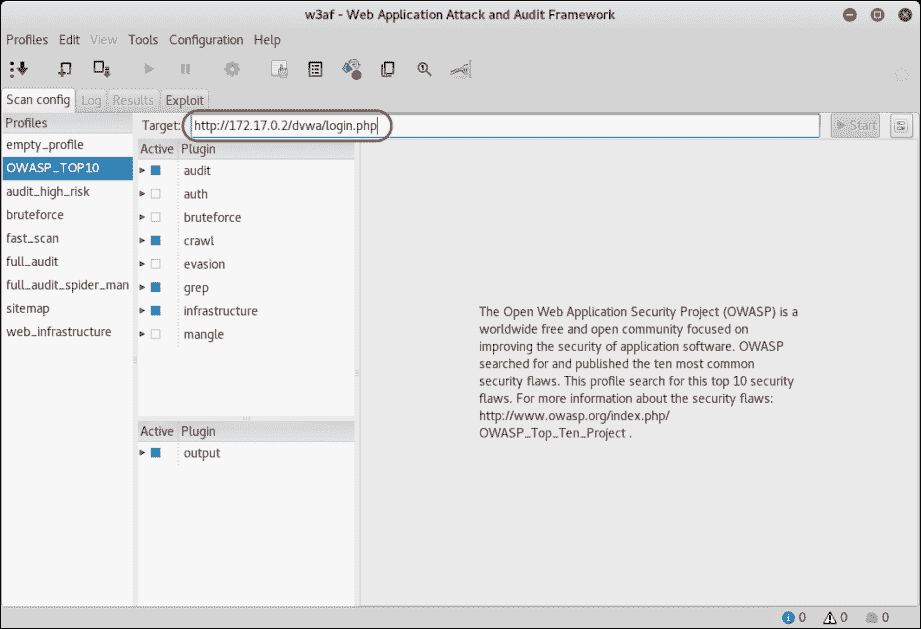 w3af - Web Application Attack and Audit Framework
Profiles Edit View Tools Configuration Help
Scan config Log Results Exploit
Profiles
empty_profile
OWASP_TOP10
audit_high_risk
bruteforce
fast_scan
full_audit
full_audit_spider_man
sitemap
web_infrastructure
Target: http://172.17.0.2/dvwa/login.php Start
Active Plugin
audit
auth
bruteforce
crawl
evasion
grep
infrastructure
mangle
Active Plugin
output
The Open Web Application Security Project (OWASP) is a
worldwide free and open community focused on
improving the security of application software. OWASP
searched for and published the ten most common
security flaws. This profile search for this top 10 security
flaws. For more information about the security flaws:
http://www.owasp.org/index.php/
OWASP_Top_Ten_Project .
0 0 0